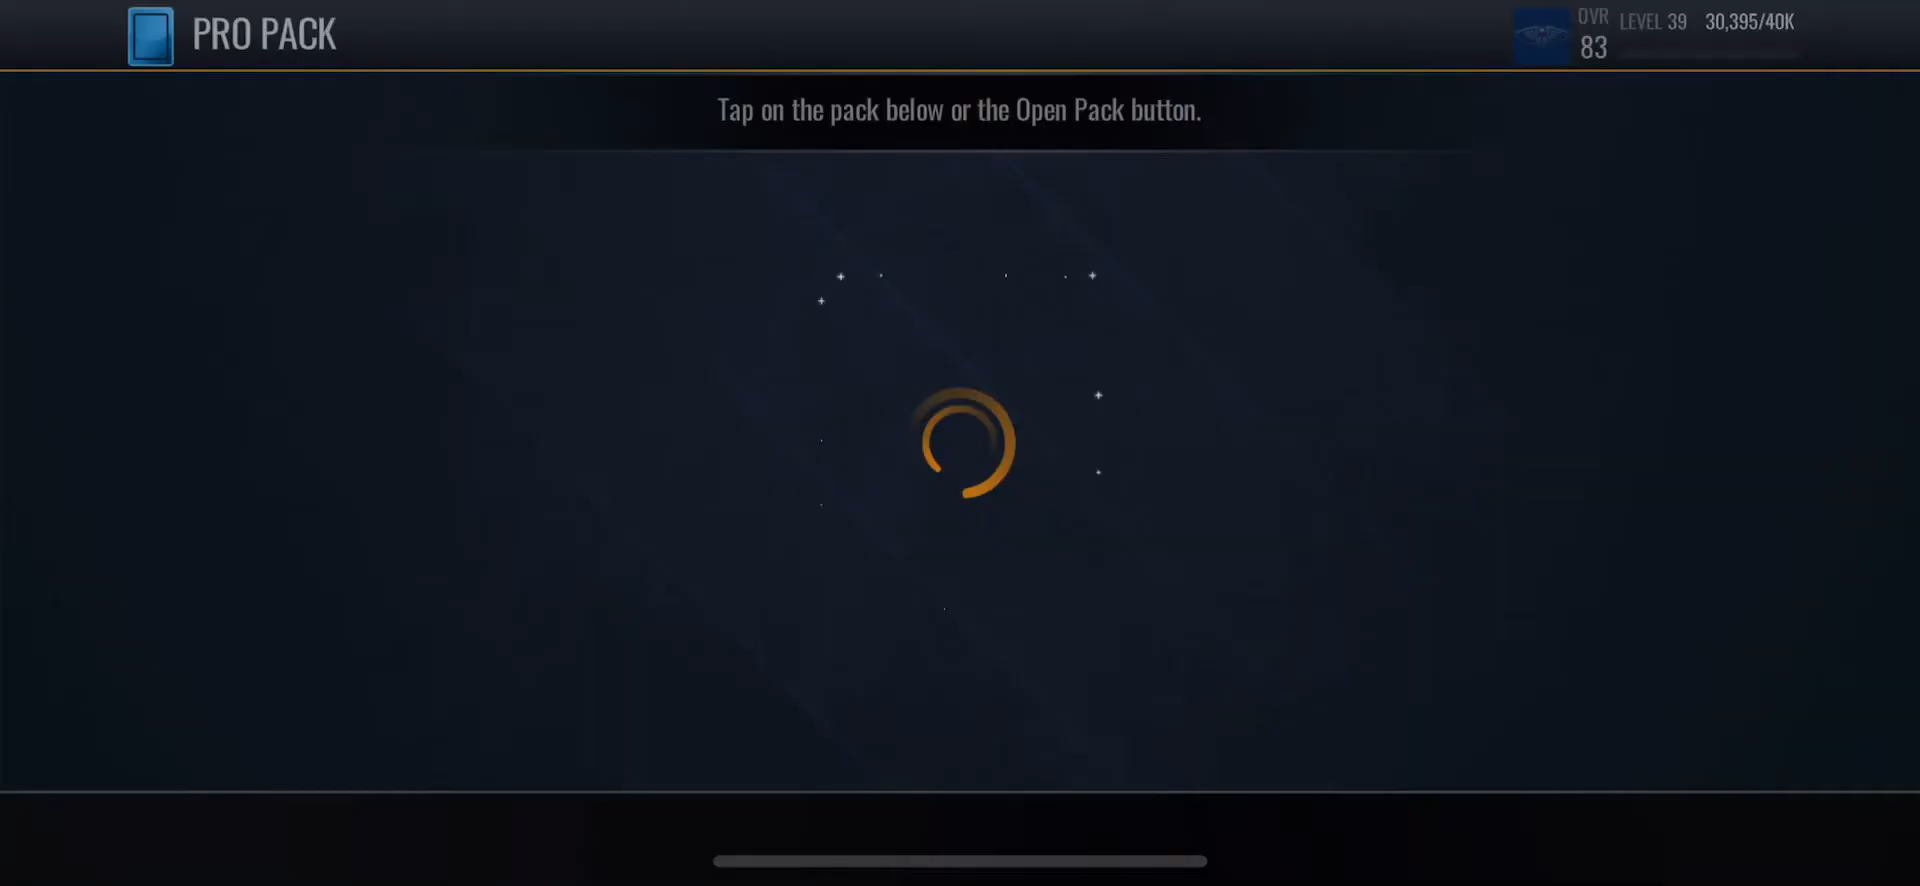 PRO PACK
OVR
83
LEVEL 39 30,395/40K
Tap on the pack below or the Open Pack button.